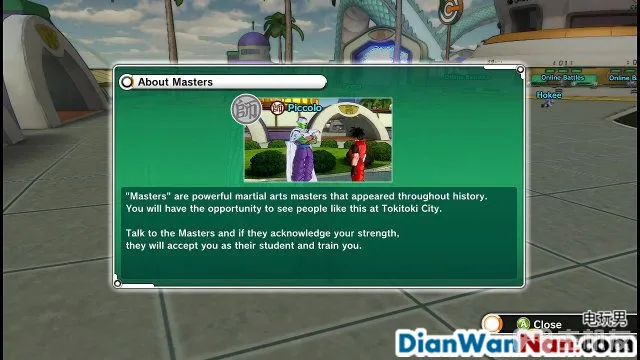 Online Battles
Online Battles
Hokee
About Masters
師
師 Piccolo
"Masters" are powerful martial arts masters that appeared throughout history.
You will have the opportunity to see people like this at Tokitoki City.
Talk to the Masters and if they acknowledge your strength,
they will accept you as their student and train you.
A Close
电玩男
DianWanNan.com